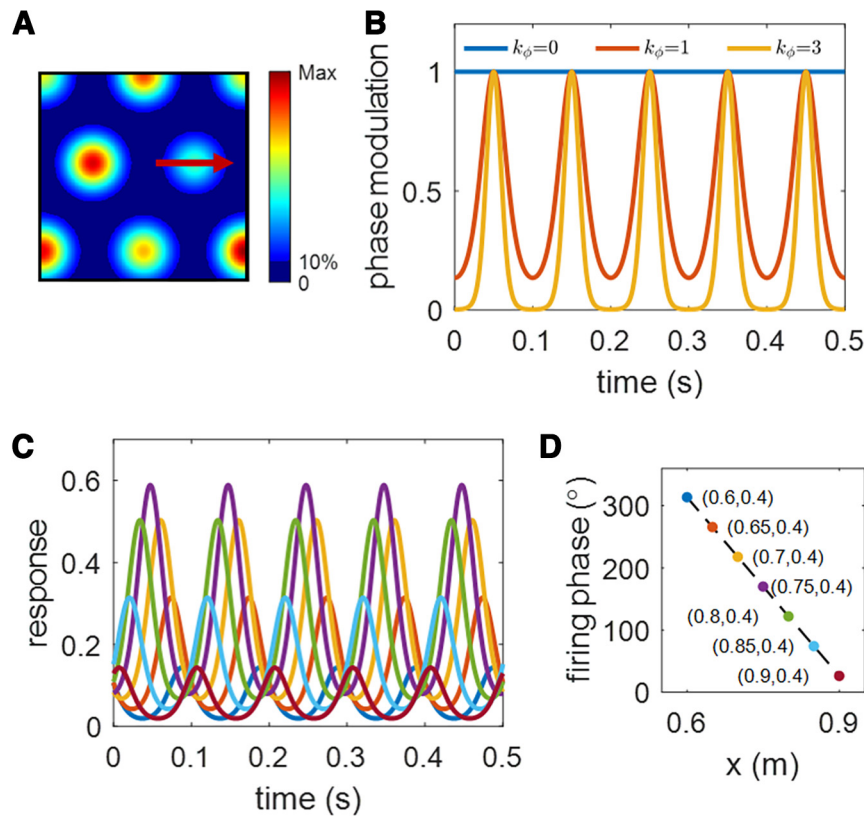 A
Max
10%
0
B
k_ϕ=0 k_ϕ=1 k_ϕ=3
phase modulation
1
0.5
0
0 0.1 0.2 0.3 0.4 0.5
time (s)
C
response
0.6
0.4
0.2
0
0 0.1 0.2 0.3 0.4 0.5
time (s)
D
firing phase (°)
300
200
100
0
(0.6,0.4)
(0.65,0.4)
(0.7,0.4)
(0.75,0.4)
(0.8,0.4)
(0.85,0.4)
(0.9,0.4)
0.6 0.9
x (m)